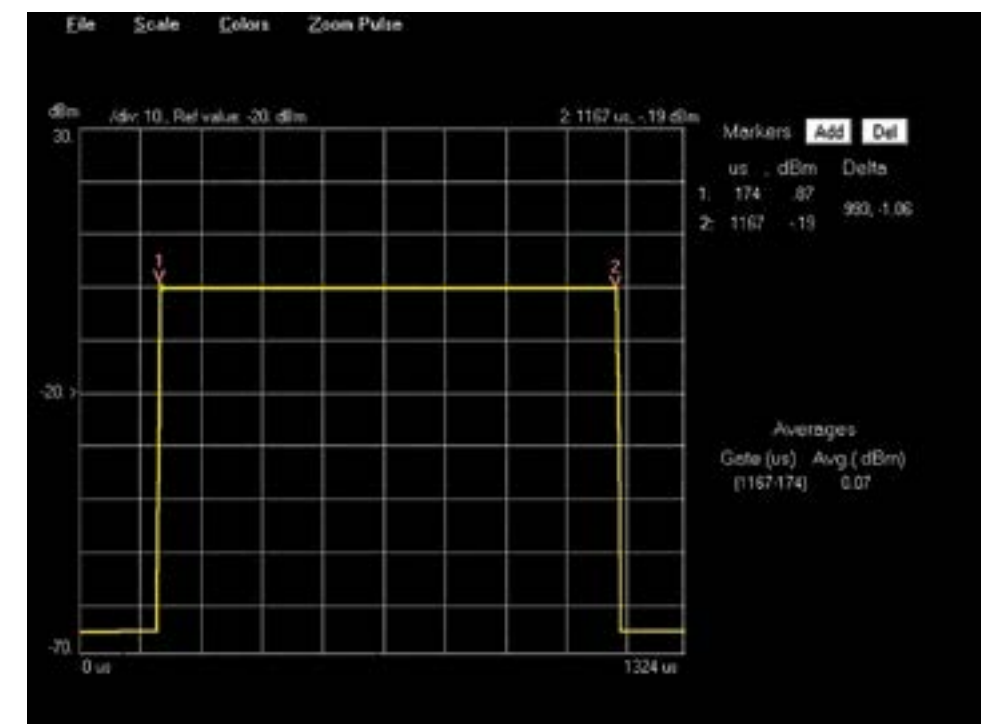 File Scale Colors Zoom Pulse
dBm /div: 10., Ref value: -20. dBm 2: 1167 us, -.19 dBm
30. Markers Add Del
us , dBm Delta
1: 174 .87
993, -1.06
2: 1167 -.19
1
2
-20. >
Averages
Gate (us) Avg.( dBm)
(1167-174) 0.07
-70.
0 us 1324 us